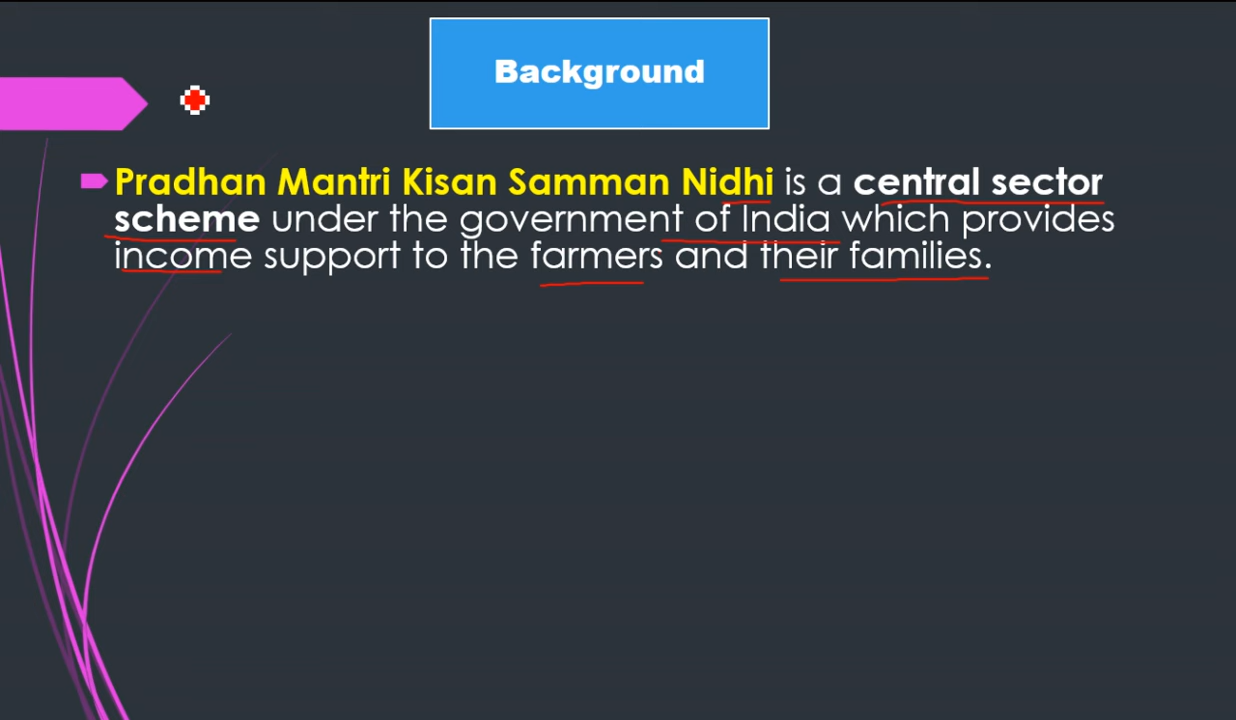 Background
Pradhan Mantri Kisan Samman Nidhi is a central sector
scheme under the government of India which provides
income support to the farmers and their families.